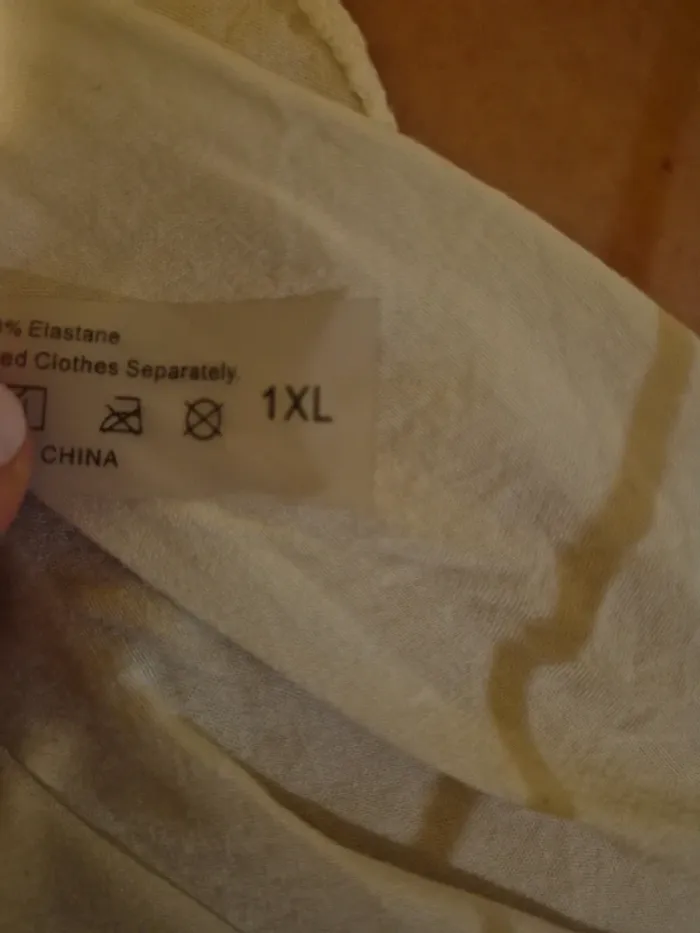 % Elastane
ed Clothes Separately.
1XL
CHINA